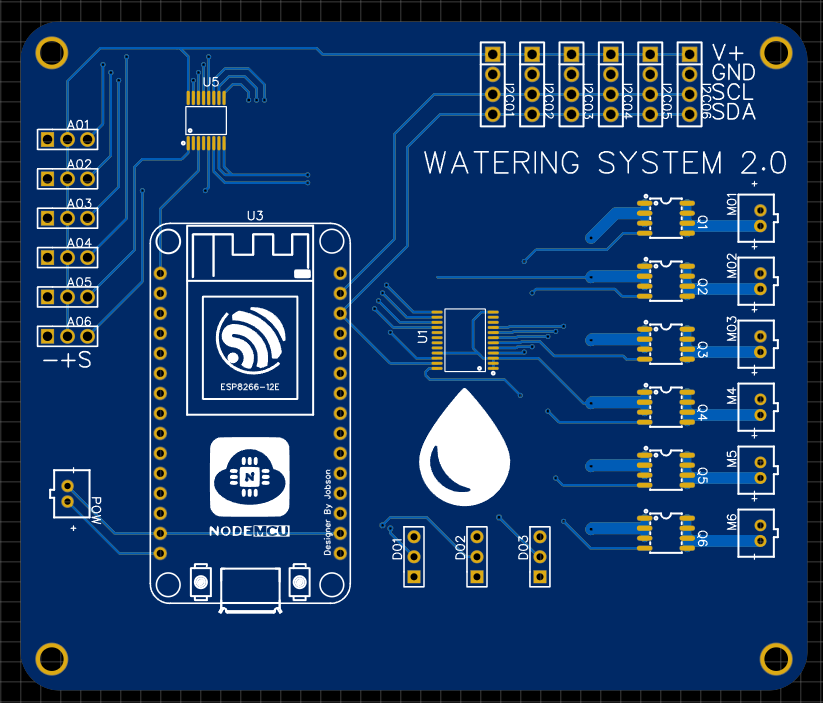 U5
V+
GND
SCL
SDA
I2C01
I2C02
I2C03
I2C04
I2C05
I2C06
WATERING SYSTEM 2.0
A01
A02
A03
A04
A05
A06
-+S
U3
ESP8266-12E
N
NODEMCU
Designer By Jobson
U1
+
Q1
M01
+
Q2
M02
+
Q3
M03
+
Q4
M4
+
Q5
M5
+
Q6
M6
+
POW
+
D01
D02
D03